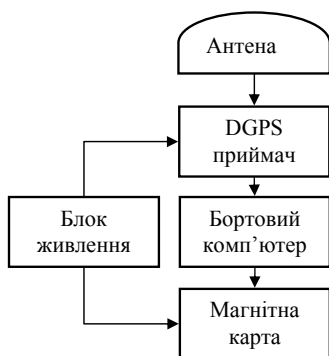 Антена
DGPS
приймач
Блок
живлення
Бортовий
комп’ютер
Магнітна
карта